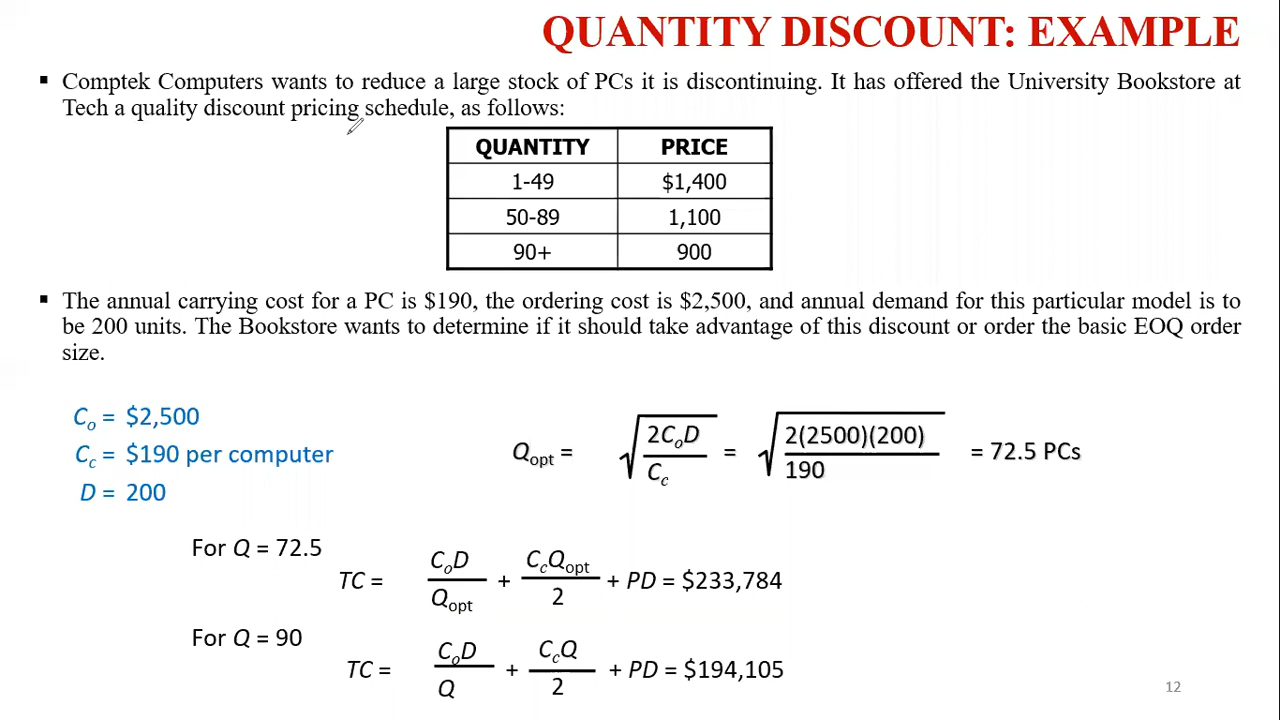 QUANTITY DISCOUNT: EXAMPLE
▪ Comptek Computers wants to reduce a large stock of PCs it is discontinuing. It has offered the University Bookstore at
Tech a quality discount pricing schedule, as follows:
QUANTITY PRICE
1-49 $1,400
50-89 1,100
90+ 900
▪ The annual carrying cost for a PC is $190, the ordering cost is $2,500, and annual demand for this particular model is to
be 200 units. The Bookstore wants to determine if it should take advantage of this discount or order the basic EOQ order
size.
Co = $2,500
Cc = $190 per computer
D = 200
Qopt = √(2CoD / Cc) = √(2(2500)(200) / 190) = 72.5 PCs
For Q = 72.5
TC = CoD / Qopt + CcQopt / 2 + PD = $233,784
For Q = 90
TC = CoD / Q + CcQ / 2 + PD = $194,105
12